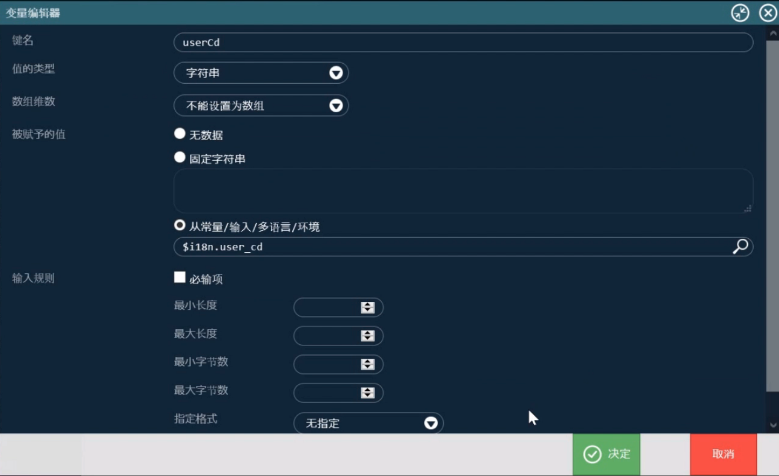 变量编辑器
键名
userCd
值的类型
字符串
数组维数
不能设置为数组
被赋予的值
无数据
固定字符串
从常量/输入/多语言/环境
$i18n.user_cd
输入规则
必输项
最小长度
最大长度
最小字节数
最大字节数
指定格式
无指定
决定
取消